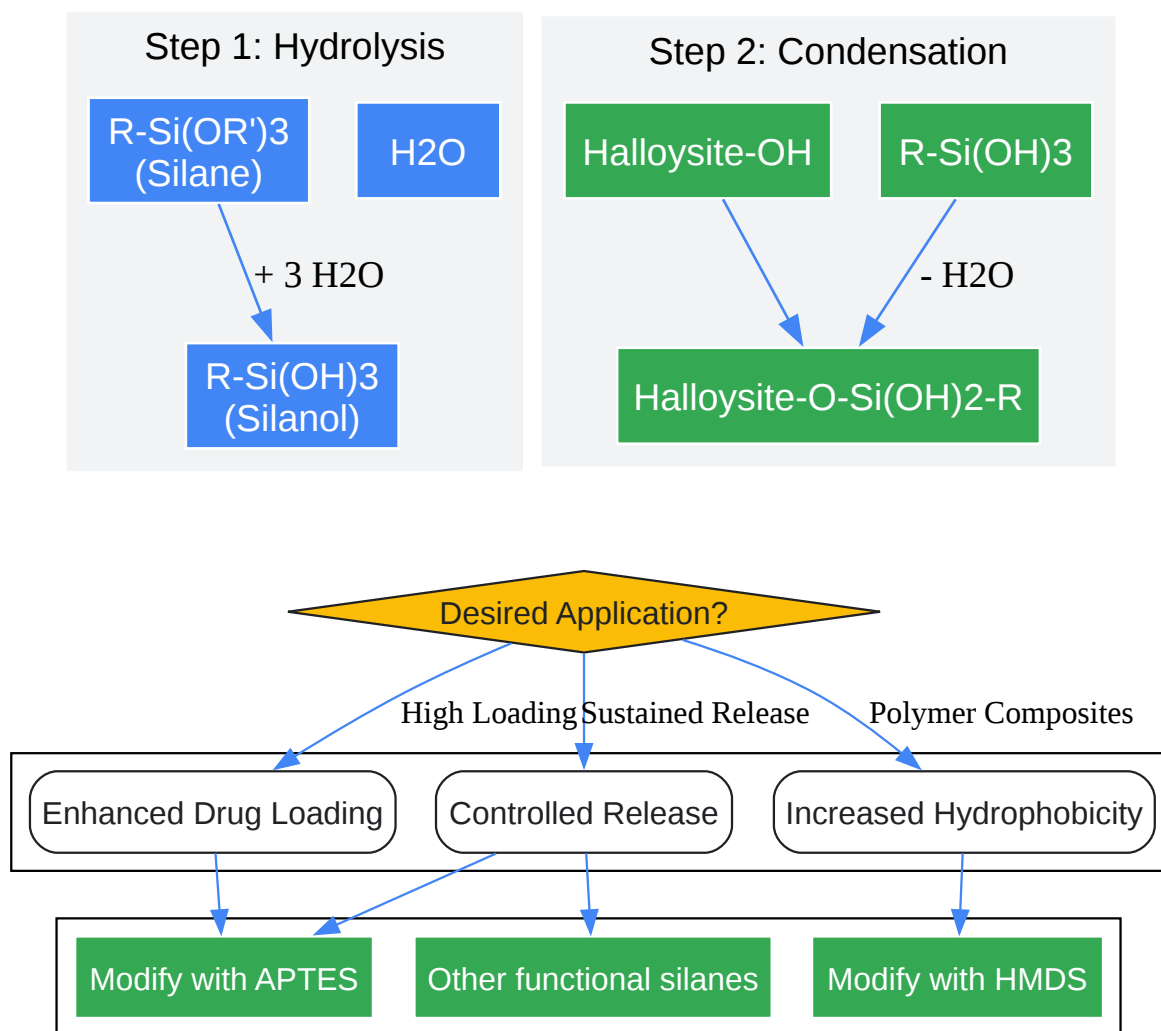 Step 1: Hydrolysis
R-Si(OR')3
(Silane)
H2O
+ 3 H2O
R-Si(OH)3
(Silanol)
Step 2: Condensation
Halloysite-OH
R-Si(OH)3
- H2O
Halloysite-O-Si(OH)2-R
Desired Application?
High Loading
Sustained Release
Polymer Composites
Enhanced Drug Loading
Controlled Release
Increased Hydrophobicity
Modify with APTES
Other functional silanes
Modify with HMDS